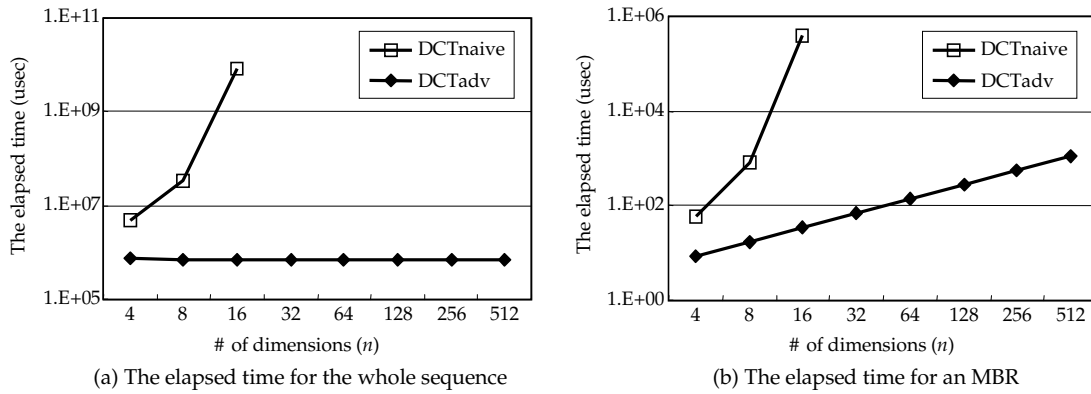 1.E+11
1.E+09
1.E+07
1.E+05
The elapsed time (usec)
DCTnaive
DCTadv
4 8 16 32 64 128 256 512
# of dimensions (n)
(a) The elapsed time for the whole sequence
1.E+06
1.E+04
1.E+02
1.E+00
The elapsed time (usec)
DCTnaive
DCTadv
4 8 16 32 64 128 256 512
# of dimensions (n)
(b) The elapsed time for an MBR